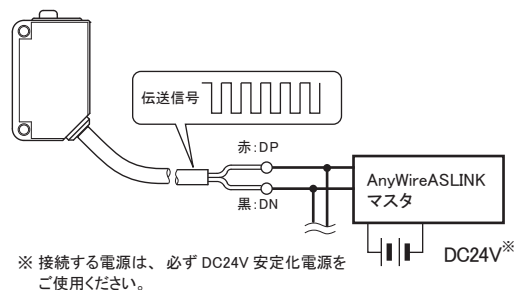 伝送信号
赤:DP
黒:DN
AnyWireASLINK
マスタ
DC24V※
※ 接続する電源は、必ず DC24V 安定化電源を
ご使用ください。